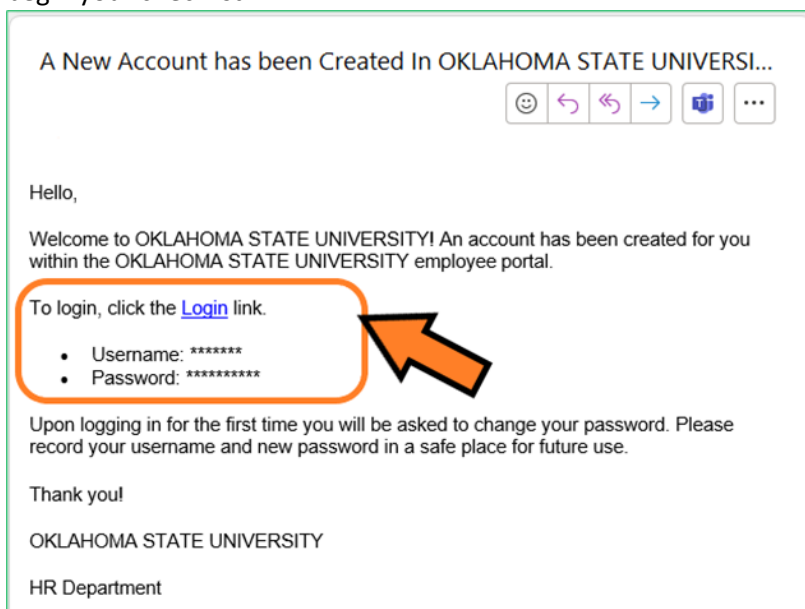 A New Account has been Created In OKLAHOMA STATE UNIVERSI...
Hello,
Welcome to OKLAHOMA STATE UNIVERSITY! An account has been created for you
within the OKLAHOMA STATE UNIVERSITY employee portal.
To login, click the Login link.
• Username: *******
• Password: **********
Upon logging in for the first time you will be asked to change your password. Please
record your username and new password in a safe place for future use.
Thank you!
OKLAHOMA STATE UNIVERSITY
HR Department